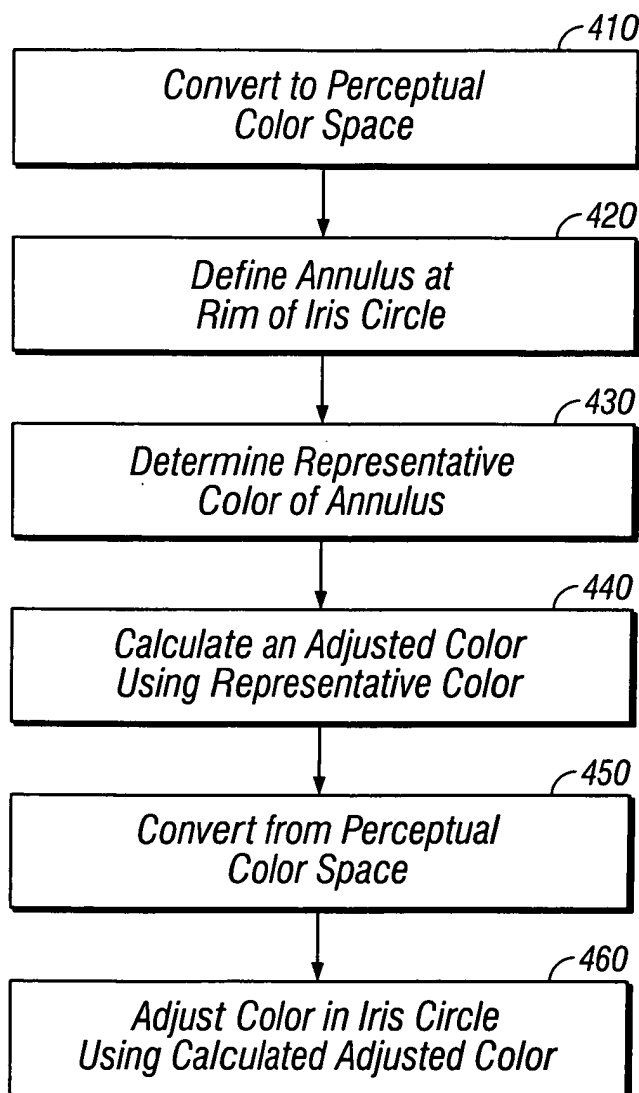 410
Convert to Perceptual
Color Space
420
Define Annulus at
Rim of Iris Circle
430
Determine Representative
Color of Annulus
440
Calculate an Adjusted Color
Using Representative Color
450
Convert from Perceptual
Color Space
460
Adjust Color in Iris Circle
Using Calculated Adjusted Color